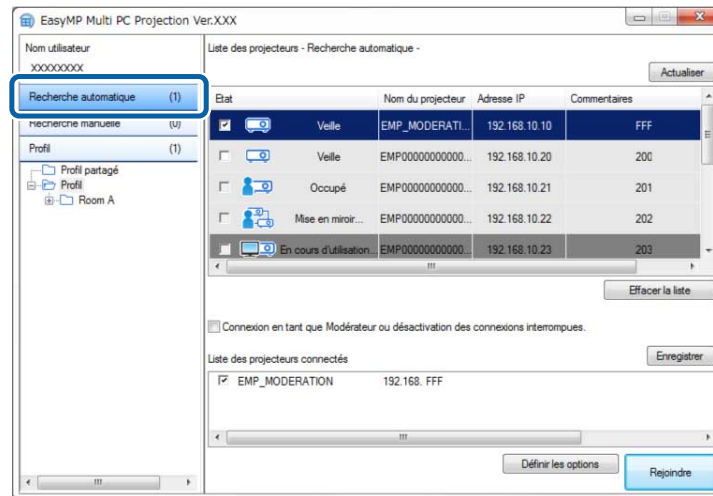 EasyMP Multi PC Projection Ver.X.XX
Nom utilisateur
XXXXXXXX
Recherche automatique (1)
Recherche manuelle (0)
Profil (1)
Profil partagé
Profil
Room A
Liste des projecteurs - Recherche automatique -
Actualiser
Etat Nom du projecteur Adresse IP Commentaires
Veille EMP_MODERATI... 192.168.10.10 FFF
Veille EMP00000000000... 192.168.10.20 200
Occupé EMP00000000000... 192.168.10.21 201
Mise en miroir... EMP00000000000... 192.168.10.22 202
En cours d'utilisation... EMP00000000000... 192.168.10.23 203
Effacer la liste
Connexion en tant que Modérateur ou désactivation des connexions interrompues.
Liste des projecteurs connectés
Enregistrer
EMP_MODERATION 192.168. FFF
Définir les options
Rejoindre